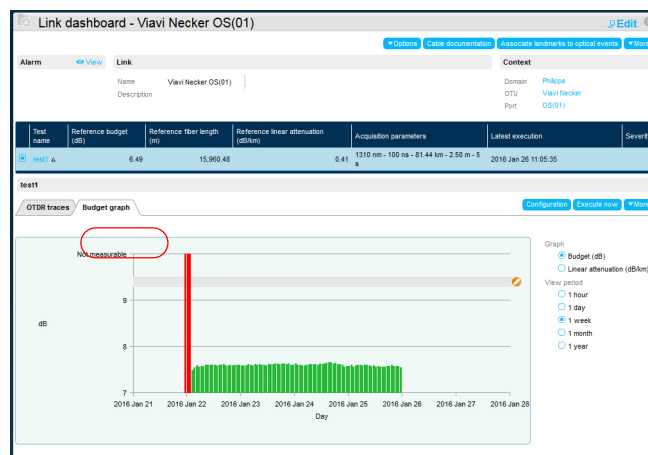 Link dashboard - Viavi Necker OS(01)
Edit
Options
Cable documentation
Associate landmarks to optical events
More
Alarm
View
Link
Context
Name Viavi Necker OS(01)
Description
Domain Philippe
OTU Viavi Necker
Port OS(01)
Test name
Reference budget (dB)
Reference fiber length (m)
Reference linear attenuation (dB/km)
Acquisition parameters
Latest execution
Severit
test1 6.49 15,960.48 0.41 1310 nm - 100 ns - 81.44 km - 2.50 m - 5 s 2016 Jan 26 11:05:35
test1
OTDR traces
Budget graph
Configuration
Execute now
More
Not measurable
9
dB
8
7
2016 Jan 21 2016 Jan 22 2016 Jan 23 2016 Jan 24 2016 Jan 25 2016 Jan 26 2016 Jan 27 2016 Jan 28
Day
Graph
Budget (dB)
Linear attenuation (dB/km)
View period
1 hour
1 day
1 week
1 month
1 year